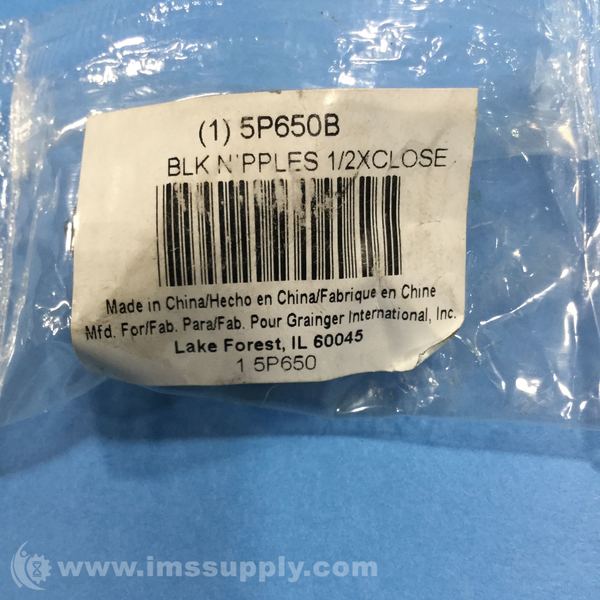 (1) 5P650B
BLK N'PPLES 1/2XCLOSE
Made in China/Hecho en China/Fabrique en Chine
Mfd. For/Fab. Para/Fab. Pour Grainger International, Inc.
Lake Forest, IL 60045
1 5P650
www.imssupply.com